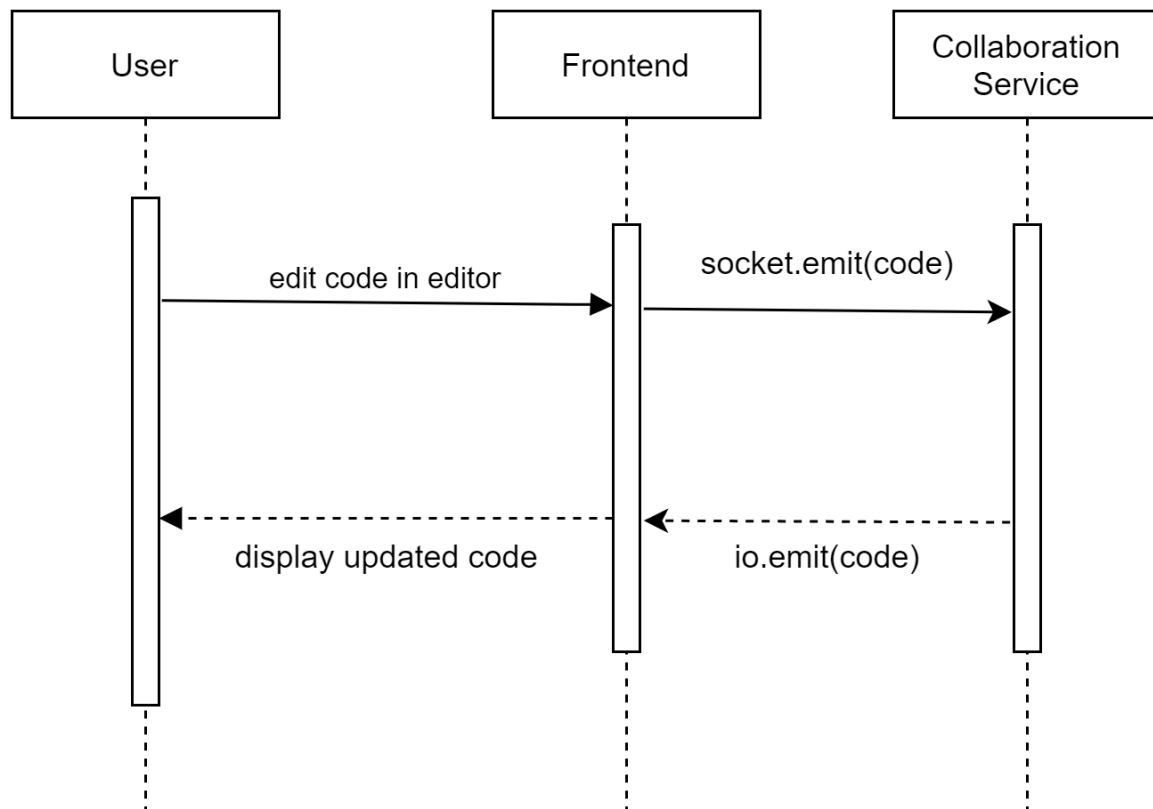 User
Frontend
Collaboration
Service
edit code in editor
socket.emit(code)
display updated code
io.emit(code)